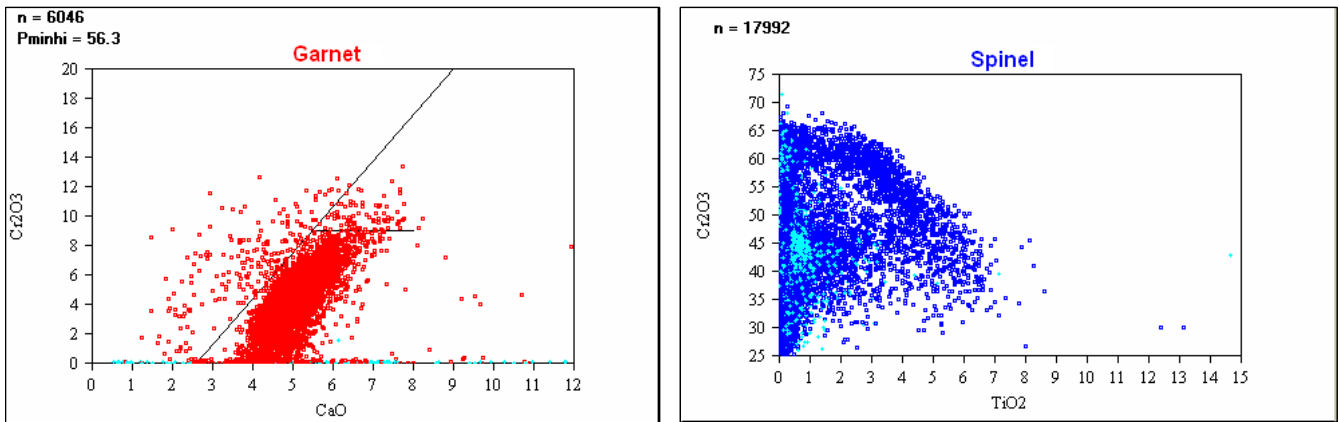 n = 6046
Pminhi = 56.3
Garnet
20
18
16
14
12
10
8
6
4
2
0
Cr2O3
0 1 2 3 4 5 6 7 8 9 10 11 12
CaO
n = 17992
Spinel
75
70
65
60
55
50
45
40
35
30
25
Cr2O3
0 1 2 3 4 5 6 7 8 9 10 11 12 13 14 15
TiO2